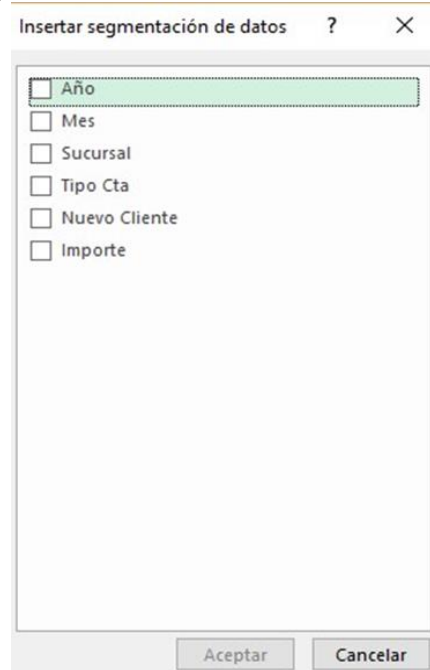 Insertar segmentación de datos ? ×
Año
Mes
Sucursal
Tipo Cta
Nuevo Cliente
Importe
Aceptar Cancelar